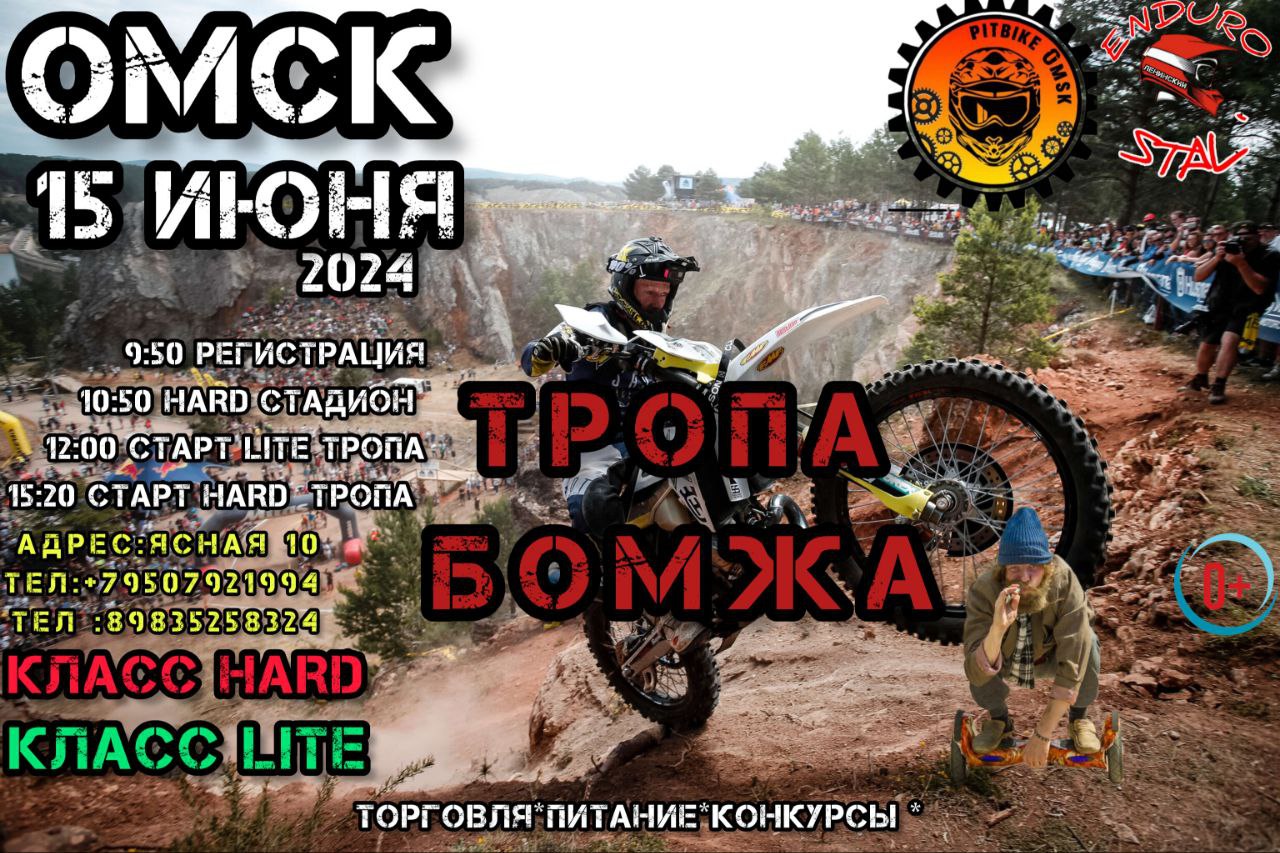 ОМСК
15 ИЮНЯ
2024
9:50 РЕГИСТРАЦИЯ
10:50 HARD СТАДИОН
12:00 СТАРТ LITE ТРОПА
15:20 СТАРТ HARD ТРОПА
АДРЕС:ЯСНАЯ 10
ТЕЛ:+79507921994
ТЕЛ :89835258324
КЛАСС HARD
КЛАСС LITE
ТРОПА
БОМЖА
PITBIKE OMSK
ENDURO
ЛЕНИНСКИЙ
STAL'
0+
ТОРГОВЛЯ*ПИТАНИЕ*КОНКУРСЫ *